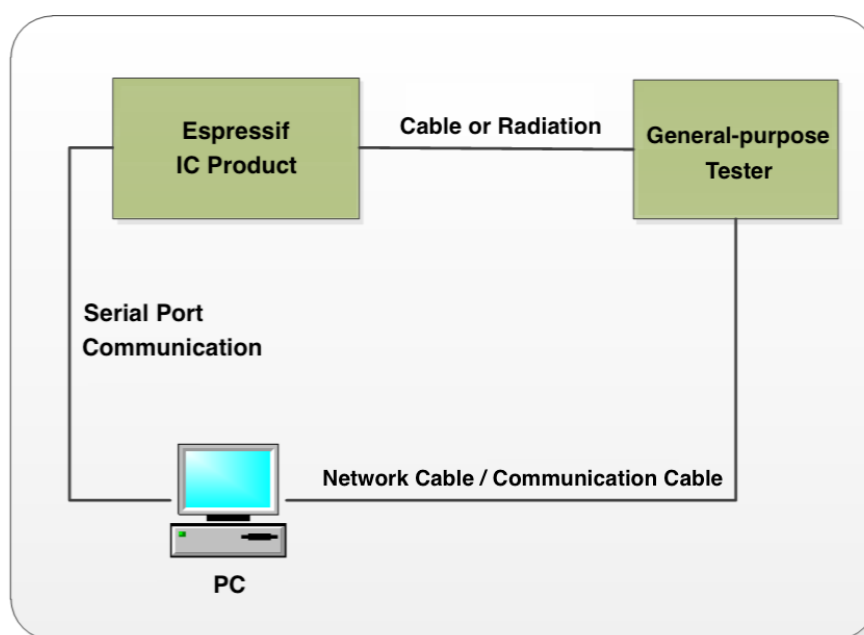 Espressif
IC Product
Cable or Radiation
General-purpose
Tester
Serial Port
Communication
Network Cable / Communication Cable
PC